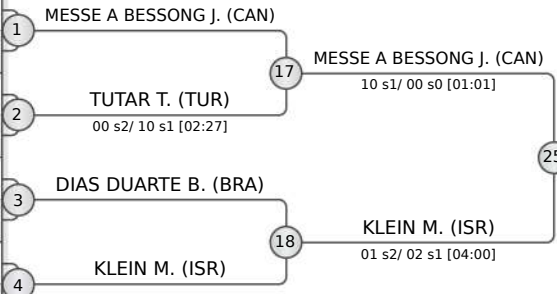 MESSE A BESSONG J. (CAN)
1
MESSE A BESSONG J. (CAN)
17
10 s1/ 00 s0 [01:01]
TUTAR T. (TUR)
2
00 s2/ 10 s1 [02:27]
25
DIAS DUARTE B. (BRA)
3
KLEIN M. (ISR)
18
01 s2/ 02 s1 [04:00]
KLEIN M. (ISR)
4